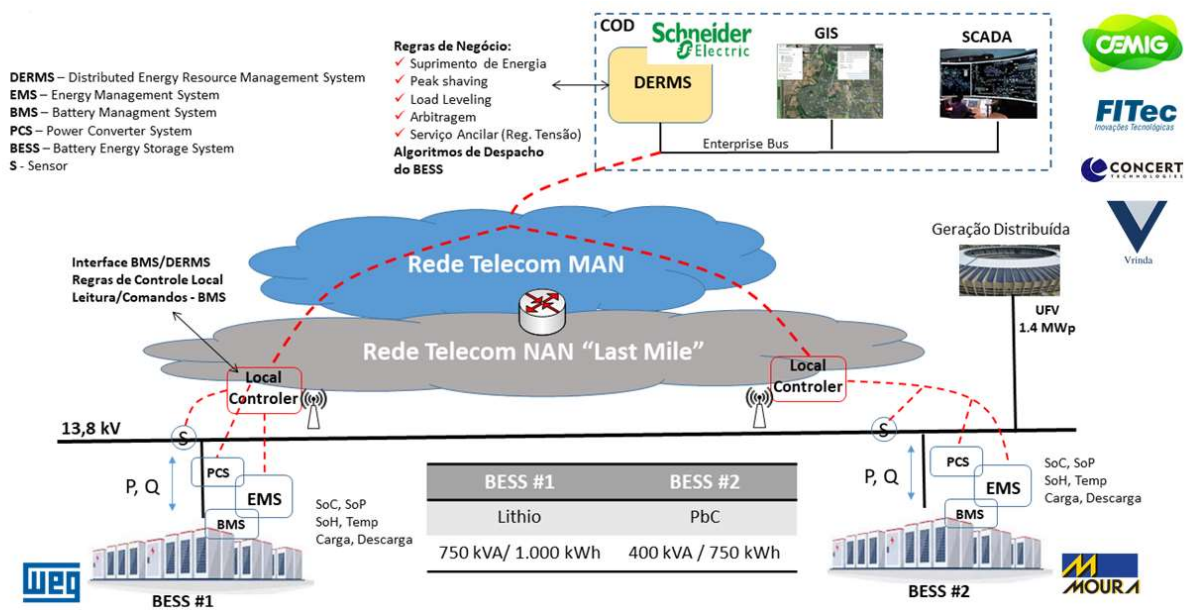 DERMS – Distributed Energy Resource Management System
EMS – Energy Management System
BMS – Battery Managment System
PCS – Power Converter System
BESS – Battery Energy Storage System
S - Sensor
Regras de Negócio:
✓ Suprimento de Energia
✓ Peak shaving
✓ Load Leveling
✓ Arbitragem
✓ Serviço Ancilar (Reg. Tensão)
Algoritmos de Despacho
do BESS
COD
Schneider
Electric
DERMS
GIS
SCADA
Enterprise Bus
CEMIG
FITec
Inovações Tecnológicas
CONCERT
TECHNOLOGIES
Vrinda
Interface BMS/DERMS
Regras de Controle Local
Leitura/Comandos - BMS
Rede Telecom MAN
Rede Telecom NAN “Last Mile”
Geração Distribuída
UFV
1.4 MWp
Local
Controler
Local
Controler
13,8 kV
S
S
P, Q
PCS
EMS
BMS
SoC, SoP
SoH, Temp
Carga, Descarga
BESS #1 BESS #2
Lithio PbC
750 kVA/ 1.000 kWh 400 kVA / 750 kWh
P, Q
PCS
EMS
BMS
SoC, SoP
SoH, Temp
Carga, Descarga
WEG
BESS #1
BESS #2
MOURA